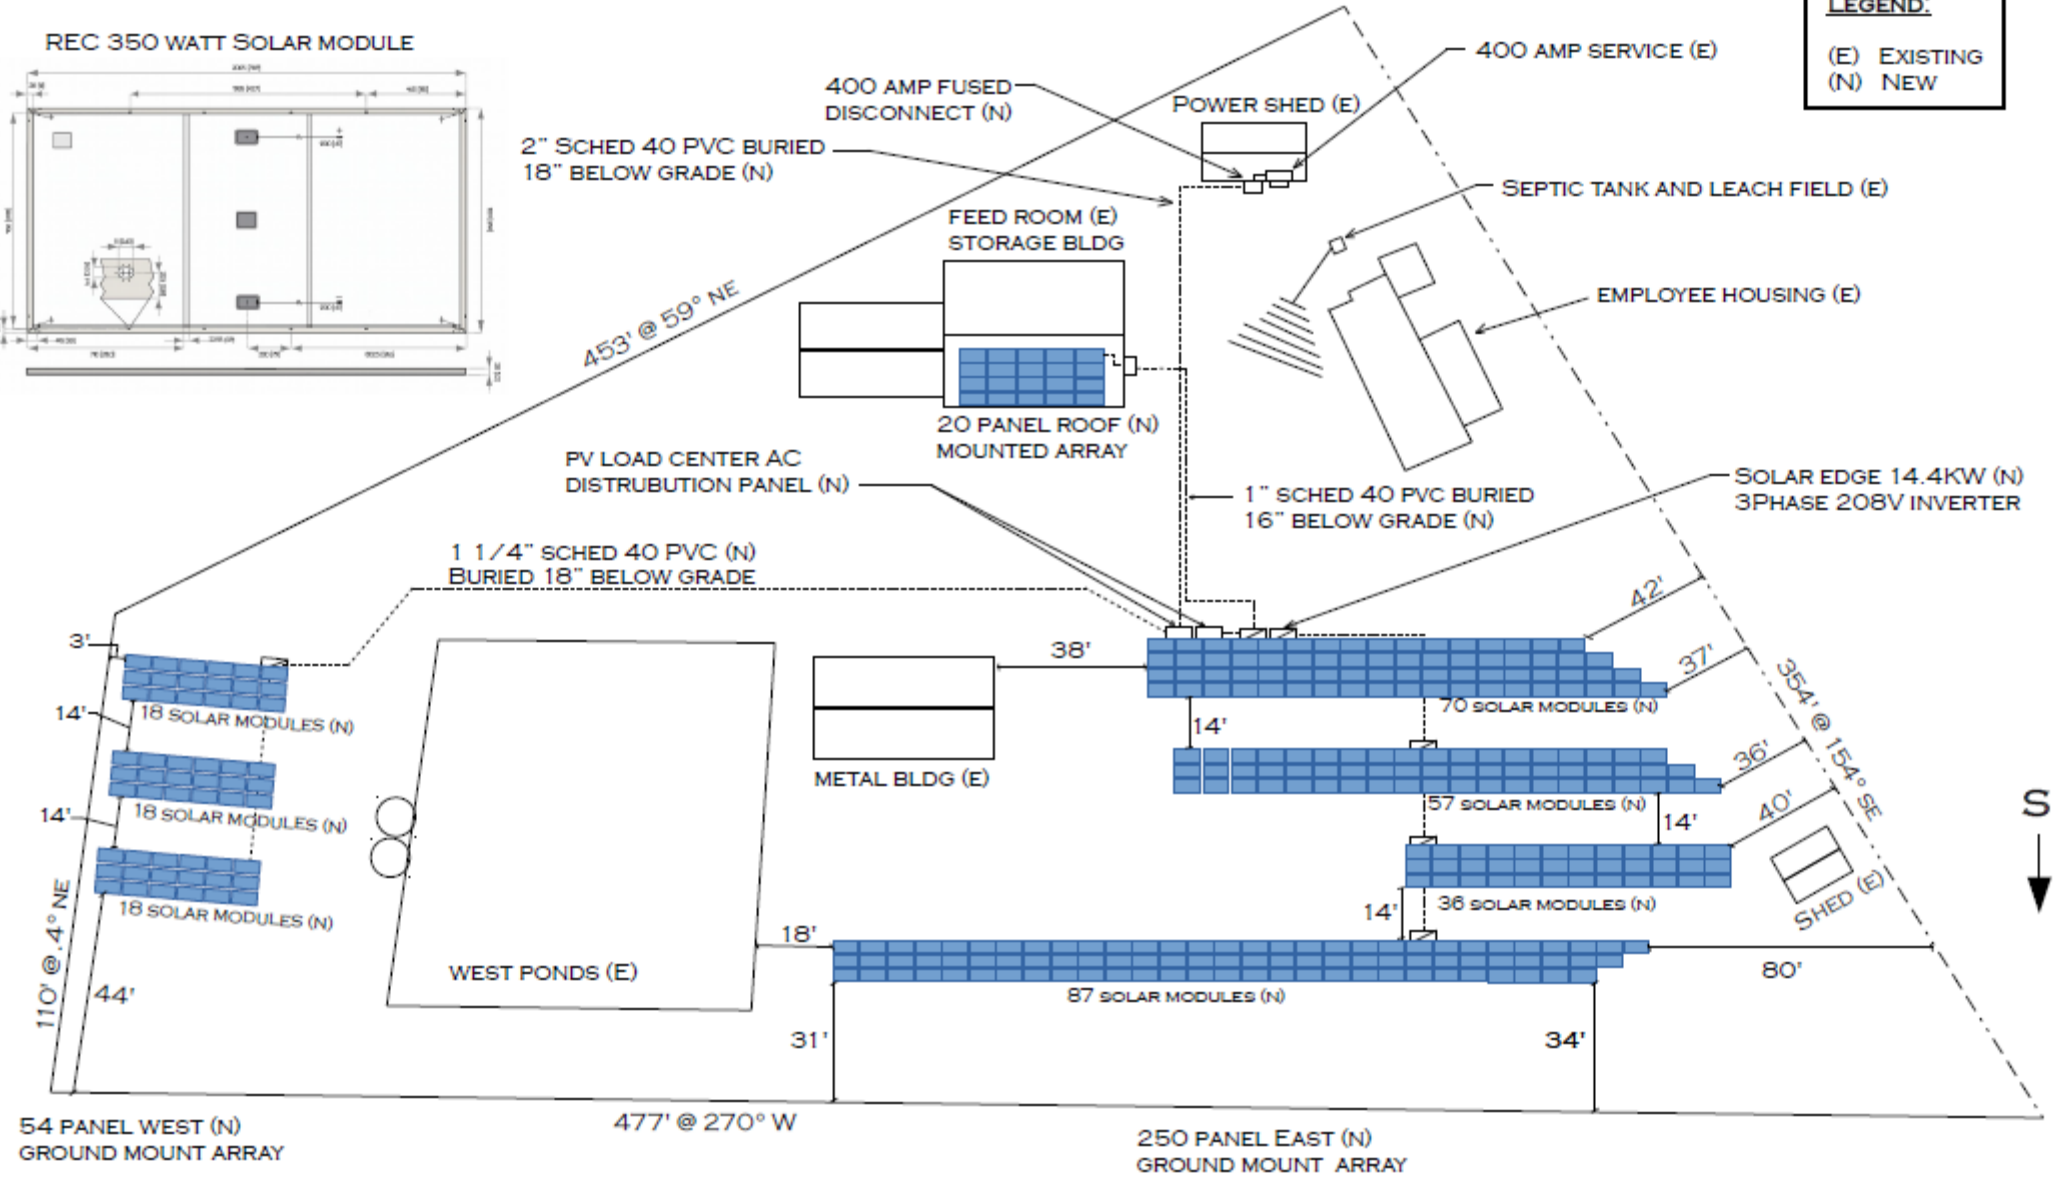 LEGEND:
(E) EXISTING
(N) NEW
REC 350 WATT SOLAR MODULE
400 AMP SERVICE (E)
400 AMP FUSED
DISCONNECT (N)
POWER SHED (E)
2" SCHED 40 PVC BURIED
18" BELOW GRADE (N)
SEPTIC TANK AND LEACH FIELD (E)
FEED ROOM (E)
STORAGE BLDG
EMPLOYEE HOUSING (E)
453' @ 59° NE
20 PANEL ROOF (N)
MOUNTED ARRAY
PV LOAD CENTER AC
DISTRUBUTION PANEL (N)
SOLAR EDGE 14.4KW (N)
3PHASE 208V INVERTER
1" SCHED 40 PVC BURIED
16" BELOW GRADE (N)
1 1/4" SCHED 40 PVC (N)
BURIED 18" BELOW GRADE
42'
3'
38'
37'
354' @ 154° SE
14'
18 SOLAR MODULES (N)
70 SOLAR MODULES (N)
14'
METAL BLDG (E)
36'
14'
18 SOLAR MODULES (N)
57 SOLAR MODULES (N)
14'
40'
S
SHED (E)
18 SOLAR MODULES (N)
14'
36 SOLAR MODULES (N)
110' @ .4° NE
18'
WEST PONDS (E)
80'
44'
87 SOLAR MODULES (N)
31'
34'
477' @ 270° W
54 PANEL WEST (N)
GROUND MOUNT ARRAY
250 PANEL EAST (N)
GROUND MOUNT ARRAY